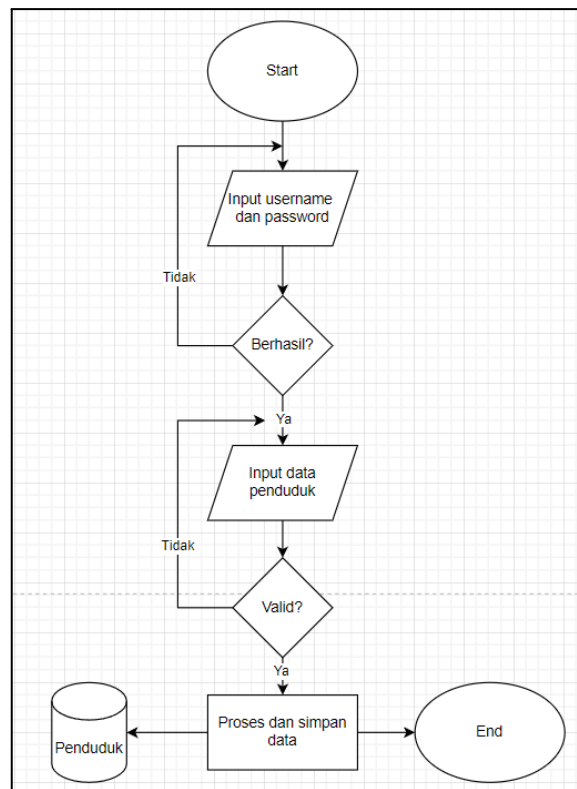 Start
Input username
dan password
Tidak
Berhasil?
Ya
Input data
penduduk
Tidak
Valid?
Ya
Proses dan simpan
data
Penduduk
End